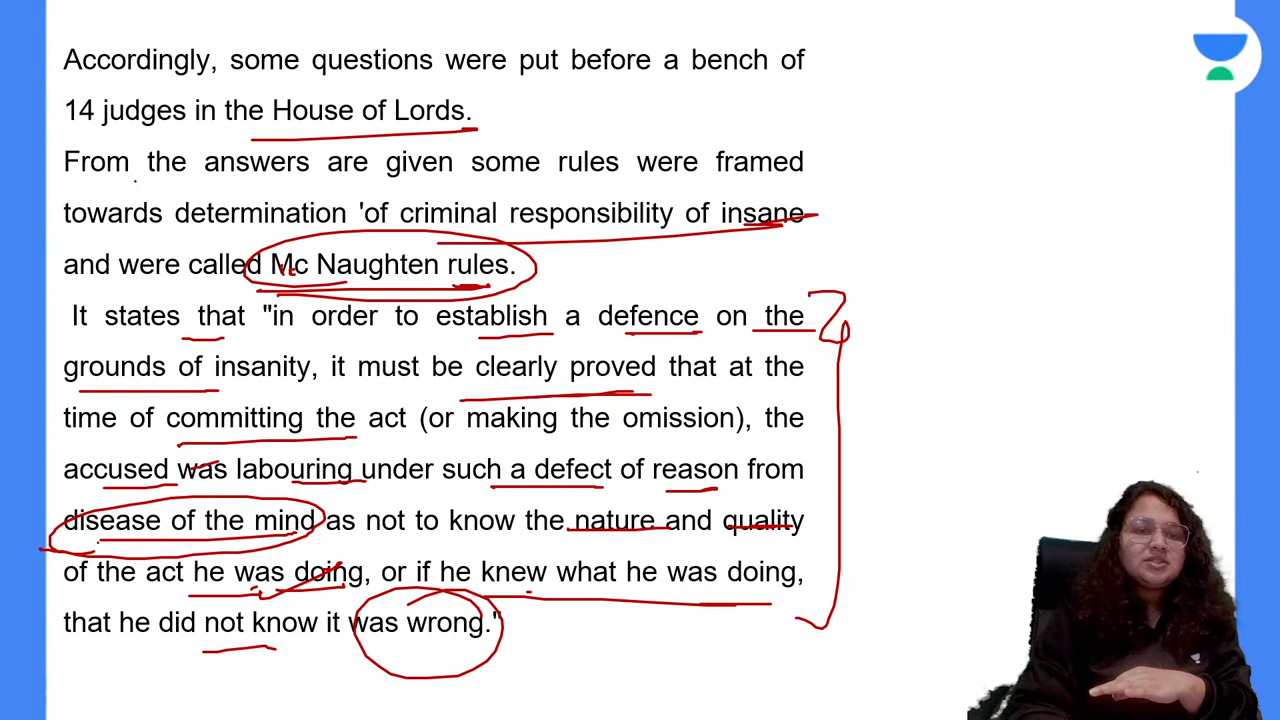 Accordingly, some questions were put before a bench of
14 judges in the House of Lords.
From the answers are given some rules were framed
towards determination 'of criminal responsibility of insane
and were called Mc Naughten rules.
It states that "in order to establish a defence on the
grounds of insanity, it must be clearly proved that at the
time of committing the act (or making the omission), the
accused was labouring under such a defect of reason from
disease of the mind as not to know the nature and quality
of the act he was doing, or if he knew what he was doing,
that he did not know it was wrong."